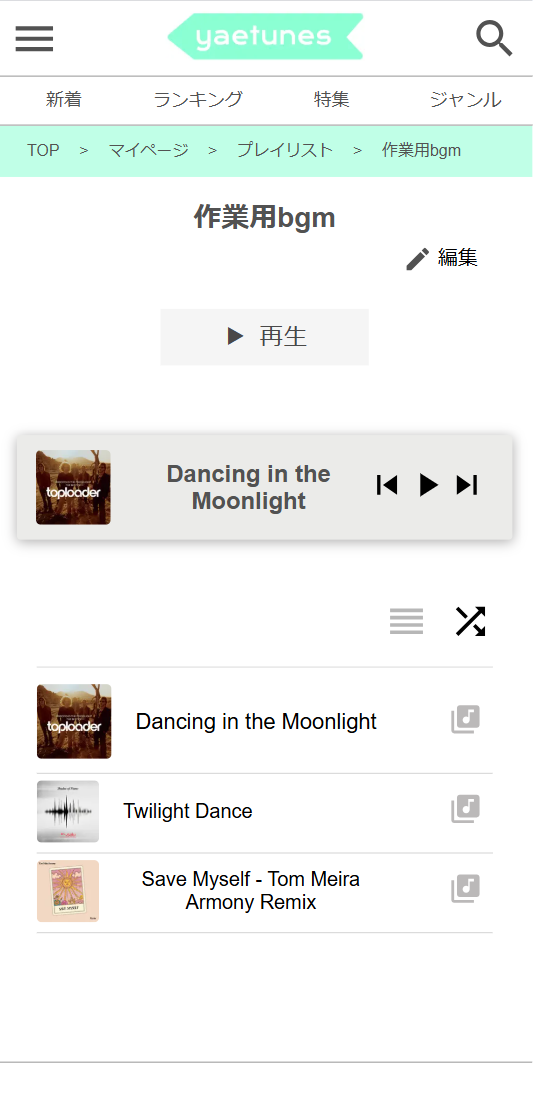 yaetunes
新着 ランキング 特集 ジャンル
TOP > マイページ > プレイリスト > 作業用bgm
作業用bgm
編集
再生
toploader
Dancing in the
Moonlight
toploader
Dancing in the Moonlight
Twilight Dance
Save Myself - Tom Meira
Armony Remix